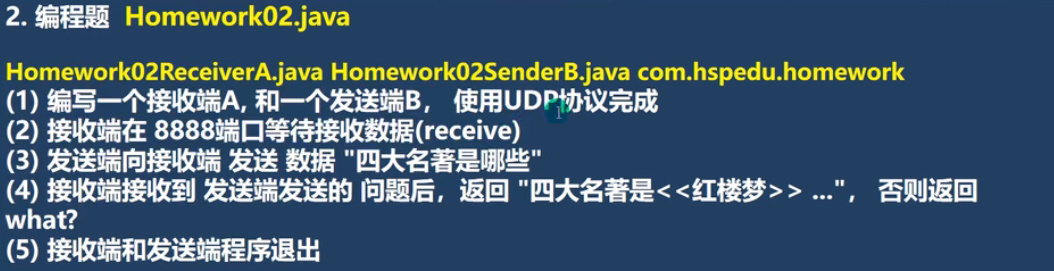 2. 编程题 Homework02.java
Homework02ReceiverA.java Homework02SenderB.java com.hspedu.homework
(1) 编写一个接收端A, 和一个发送端B， 使用UDP协议完成
(2) 接收端在 8888端口等待接收数据(receive)
(3) 发送端向接收端 发送 数据 "四大名著是哪些"
(4) 接收端接收到 发送端发送的 问题后，返回 "四大名著是<<红楼梦>> ..."， 否则返回
what?
(5) 接收端和发送端程序退出